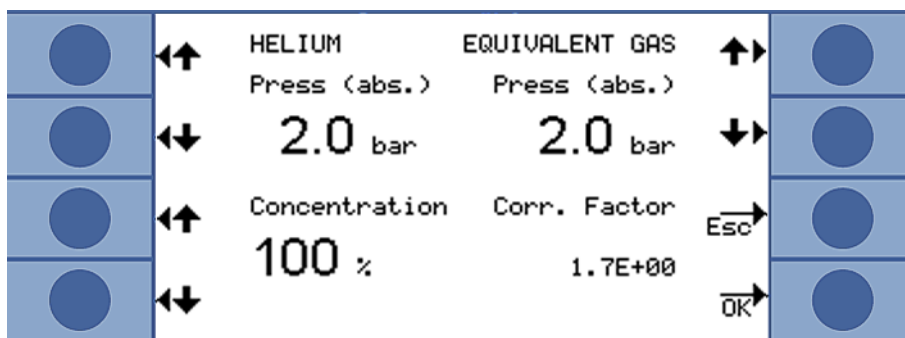 HELIUM EQUIVALENT GAS
Press (abs.) Press (abs.)
2.0 bar 2.0 bar
Concentration Corr. Factor
Esc
100 % 1.7E+00
OK